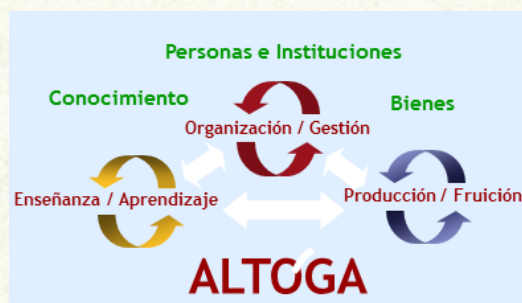 Personas e Instituciones
Conocimiento
Bienes
Organización / Gestión
Enseñanza / Aprendizaje
Producción / Fruición
ALTOGA